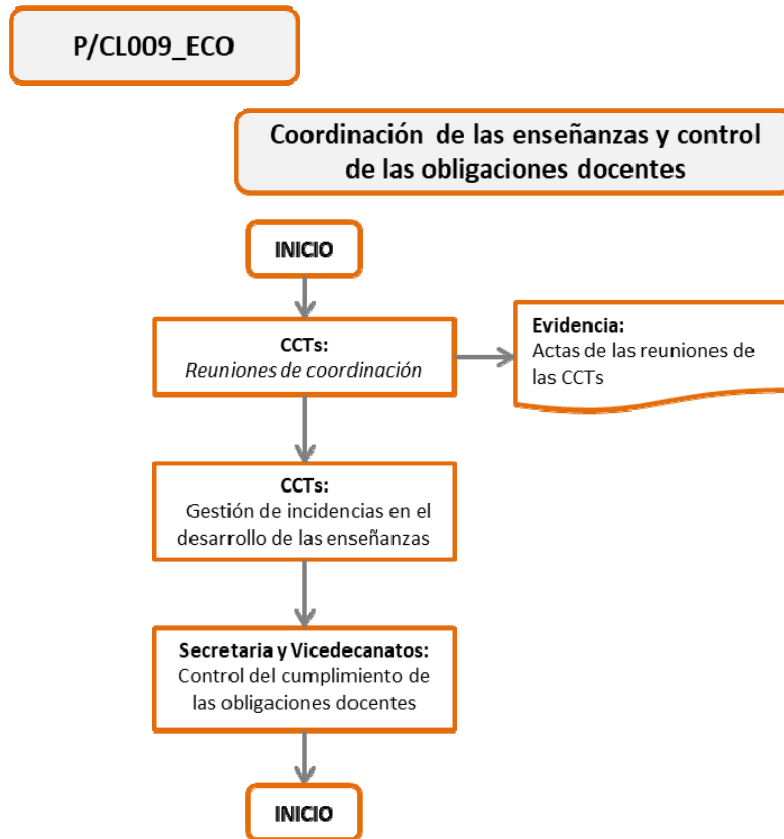 P/CL009_ECO
Coordinación de las enseñanzas y control
de las obligaciones docentes
INICIO
CCTs:
Reuniones de coordinación
Evidencia:
Actas de las reuniones de
las CCTs
CCTs:
Gestión de incidencias en el
desarrollo de las enseñanzas
Secretaria y Vicedecanatos:
Control del cumplimiento de
las obligaciones docentes
INICIO